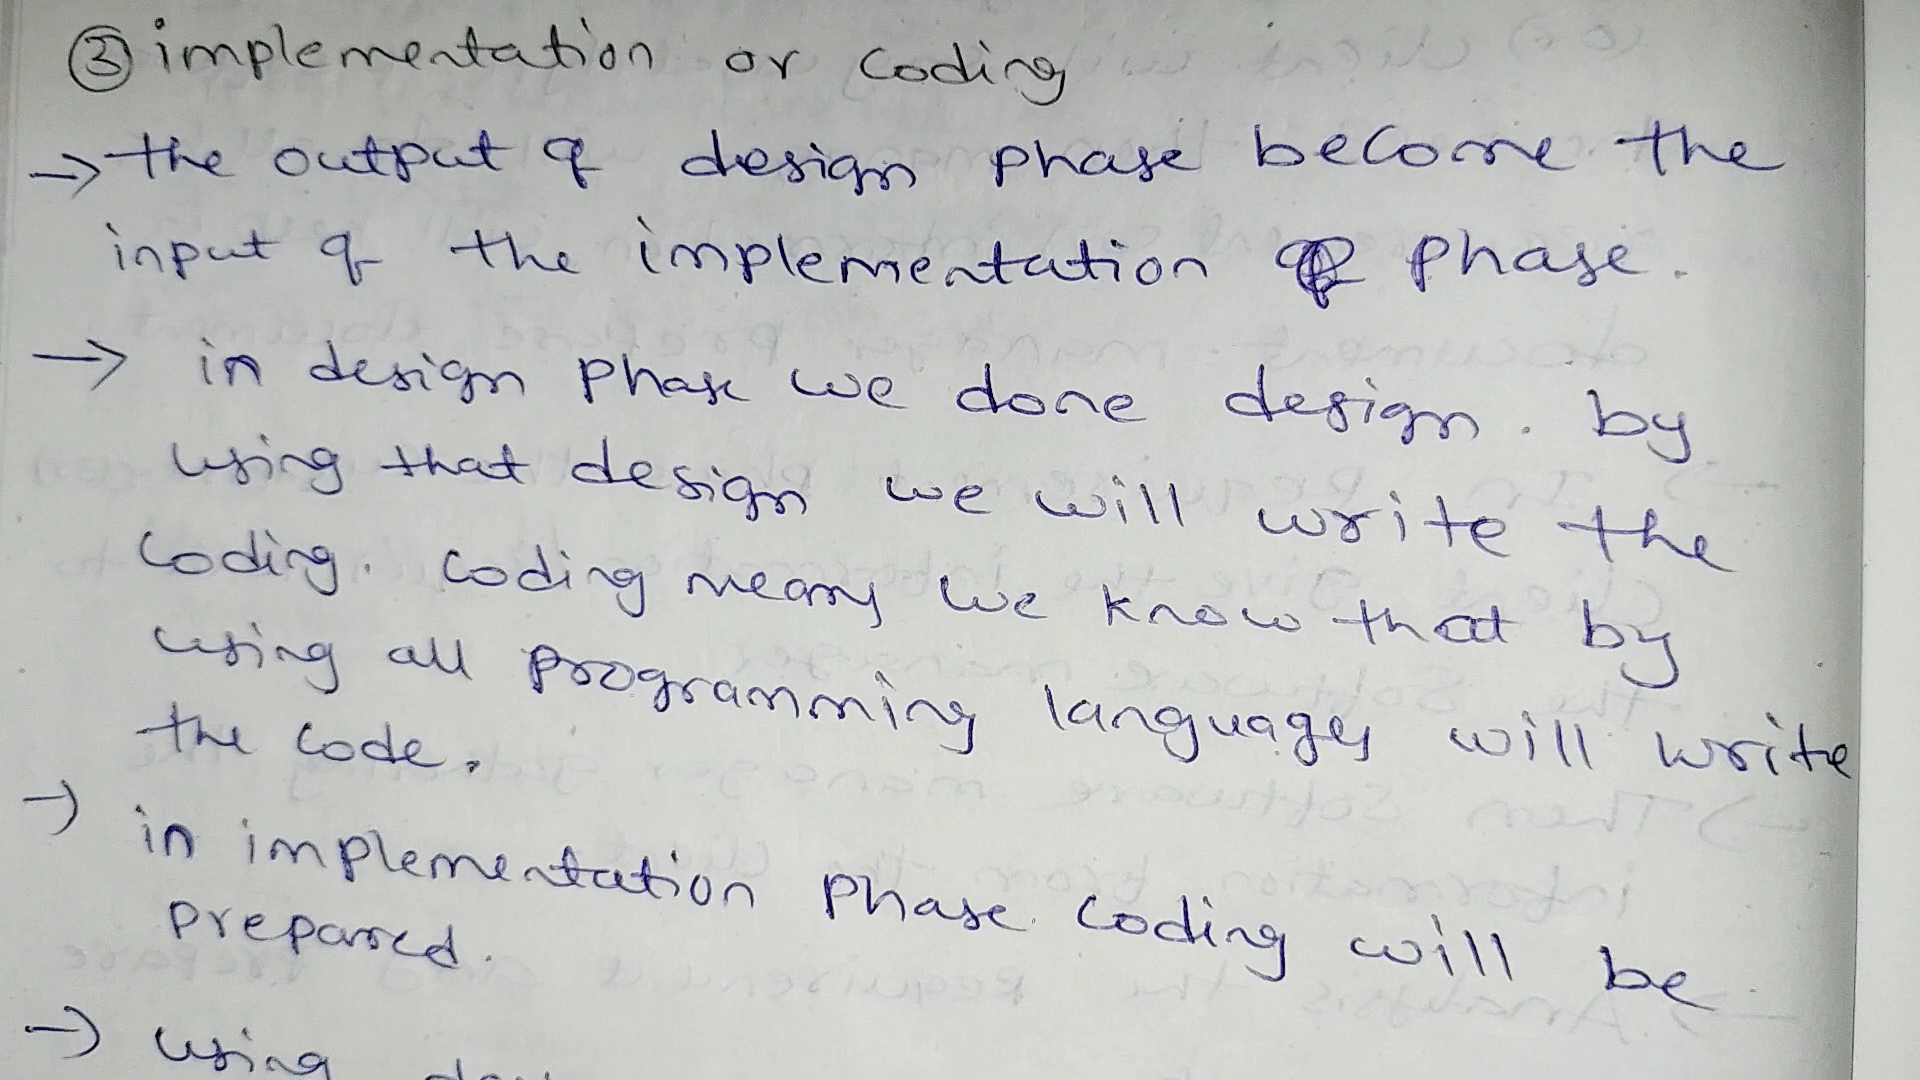 ③ implementation or coding
→ the output of design phase become the
input of the implementation phase.
→ in design phase we done design. by
using that design we will write the
coding. coding means we know that by
using all programming languages will write
the code.
→ in implementation phase coding will be
prepared.
→ using